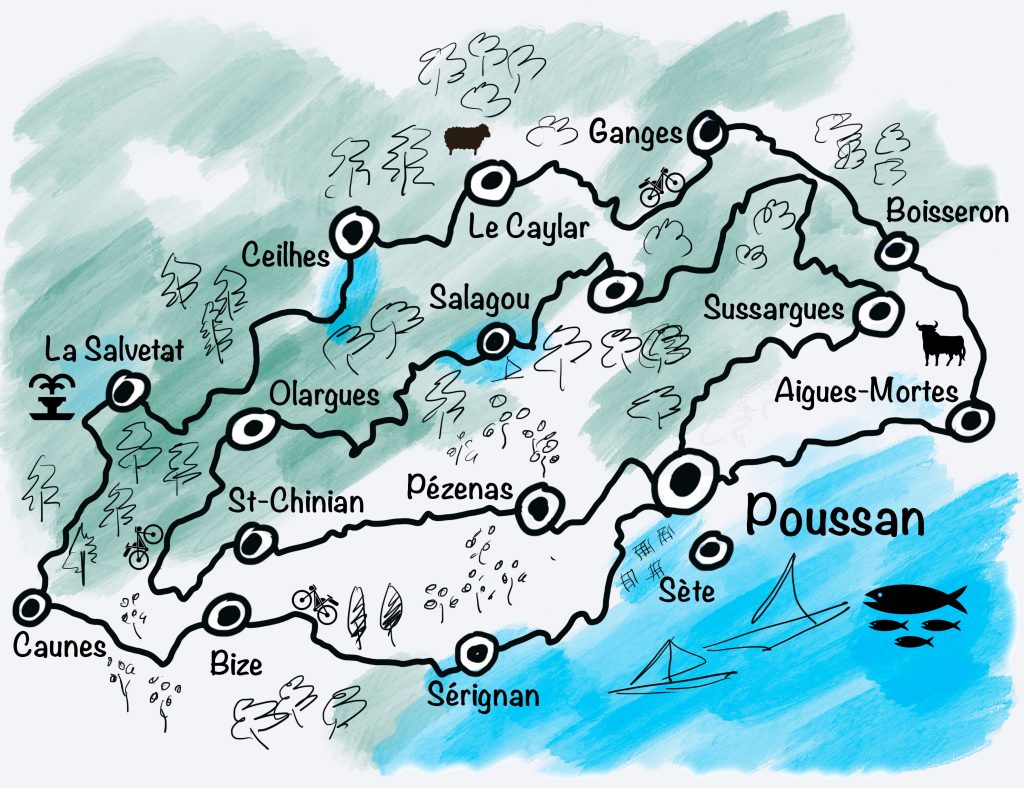 Ganges
Boisseron
Le Caylar
Ceilhes
Salagou
Sussargues
La Salvetat
Olargues
Aigues-Mortes
Pézenas
St-Chinian
Poussan
Sète
Caunes
Bize
Sérignan